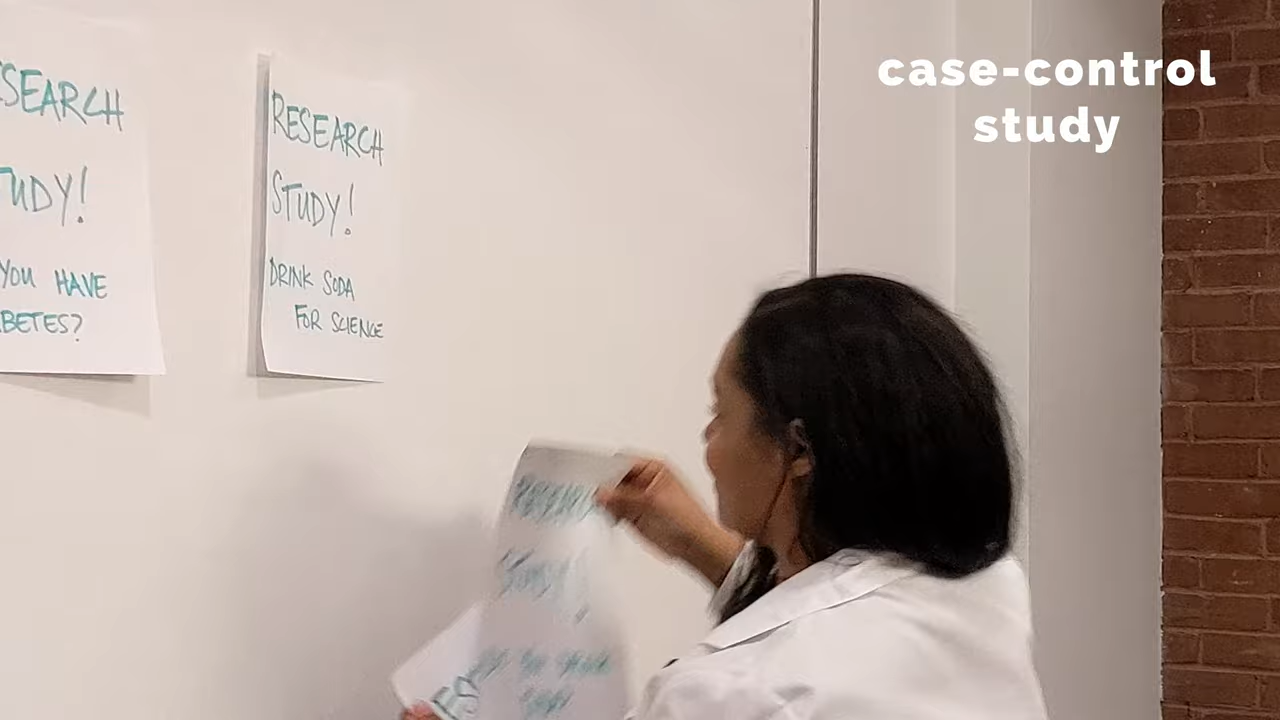 case-control
study
SEARCH
TUDY!
YOU HAVE
BETES?
RESEARCH
STUDY!
DRINK SODA
FOR SCIENCE